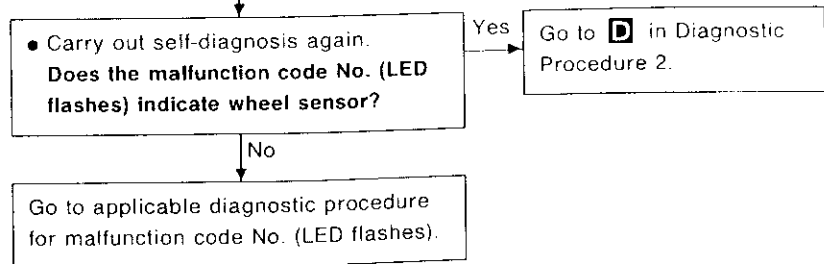 ● Carry out self-diagnosis again.
Does the malfunction code No. (LED
flashes) indicate wheel sensor?
Yes
Go to D in Diagnostic
Procedure 2.
No
Go to applicable diagnostic procedure
for malfunction code No. (LED flashes).